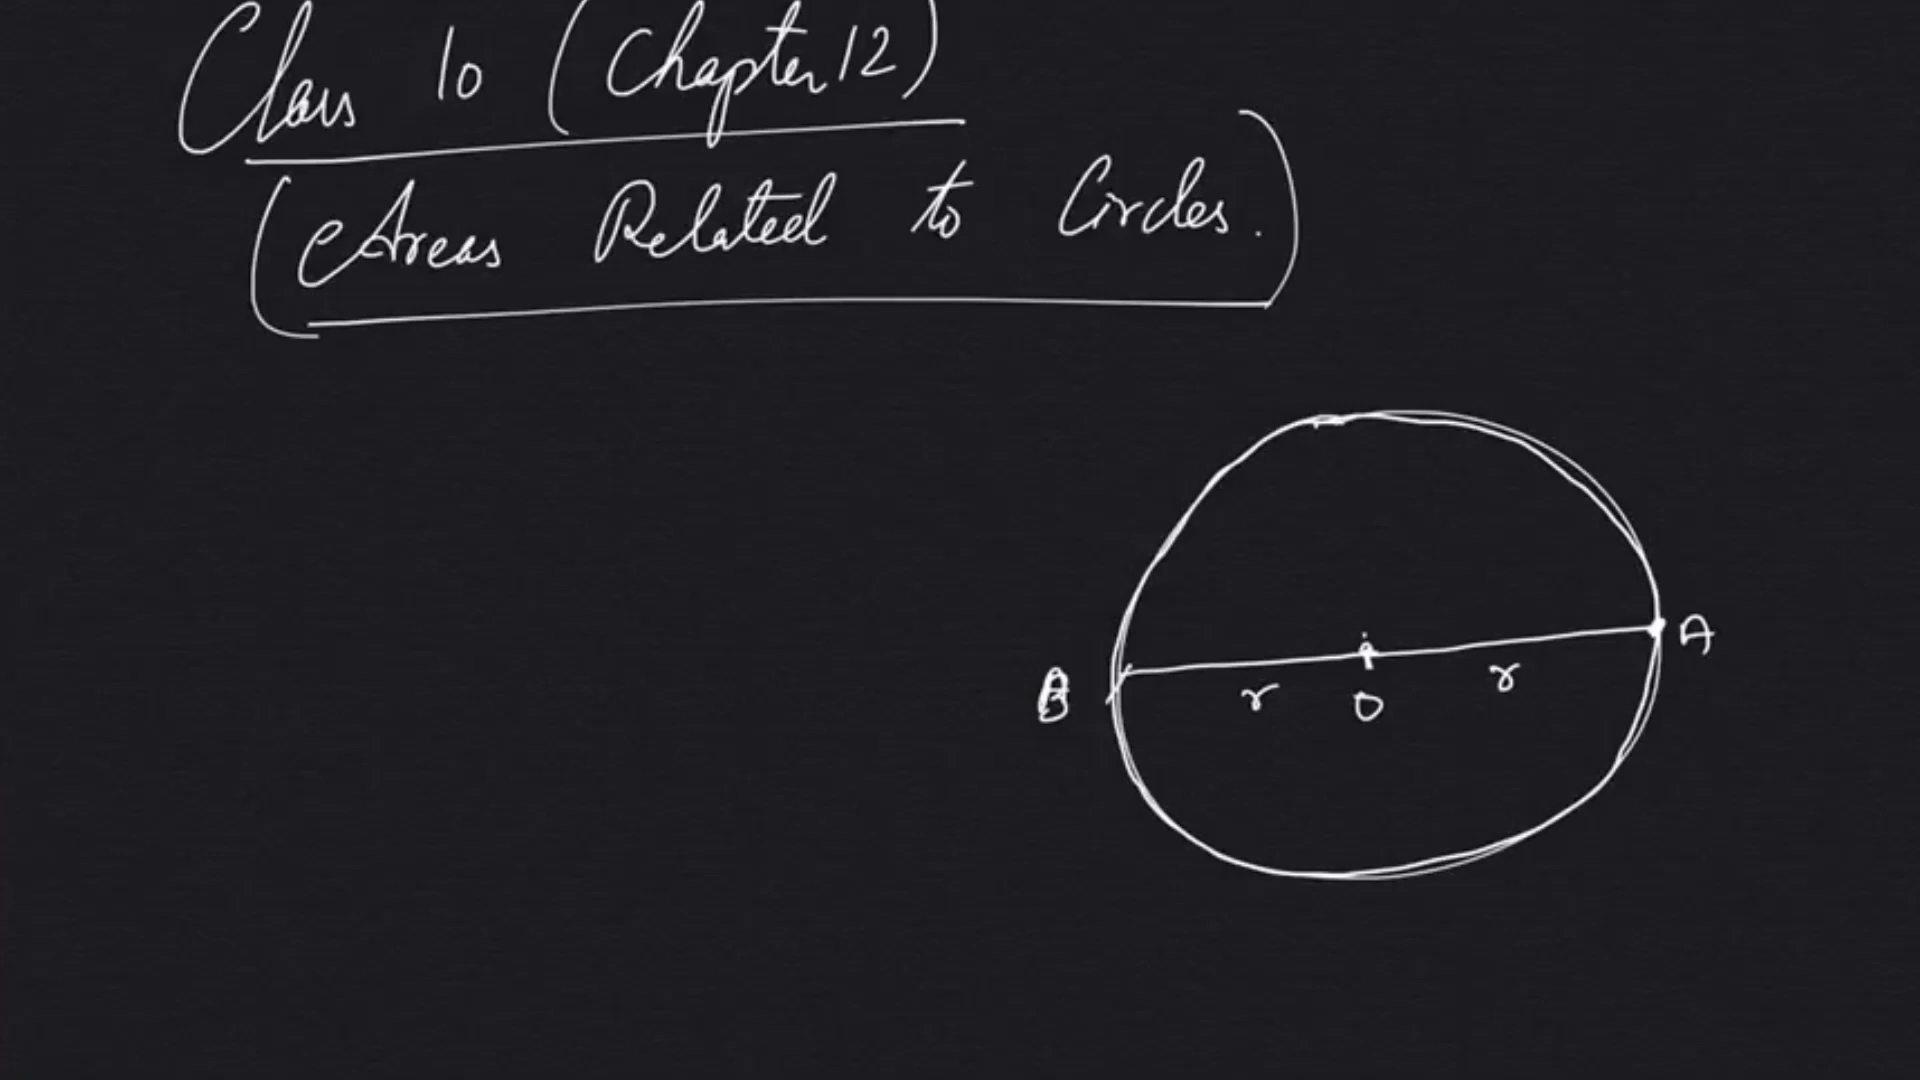 Class 10 (Chapter 12)
(Areas Related to Circles.)
A
B r O r